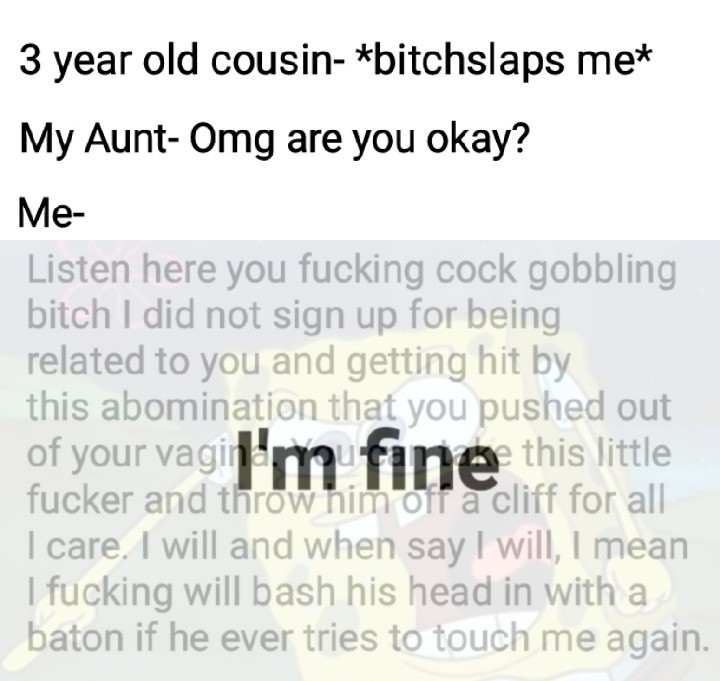 3 year old cousin- *bitchslaps me*
My Aunt- Omg are you okay?
Me-
Listen here you fucking cock gobbling
bitch I did not sign up for being
related to you and getting hit by
this abomination that you pushed out
of your vagina. You can take this little
fucker and throw him off a cliff for all
I care. I will and when say I will, I mean
I fucking will bash his head in with a
baton if he ever tries to touch me again.
I'm fine